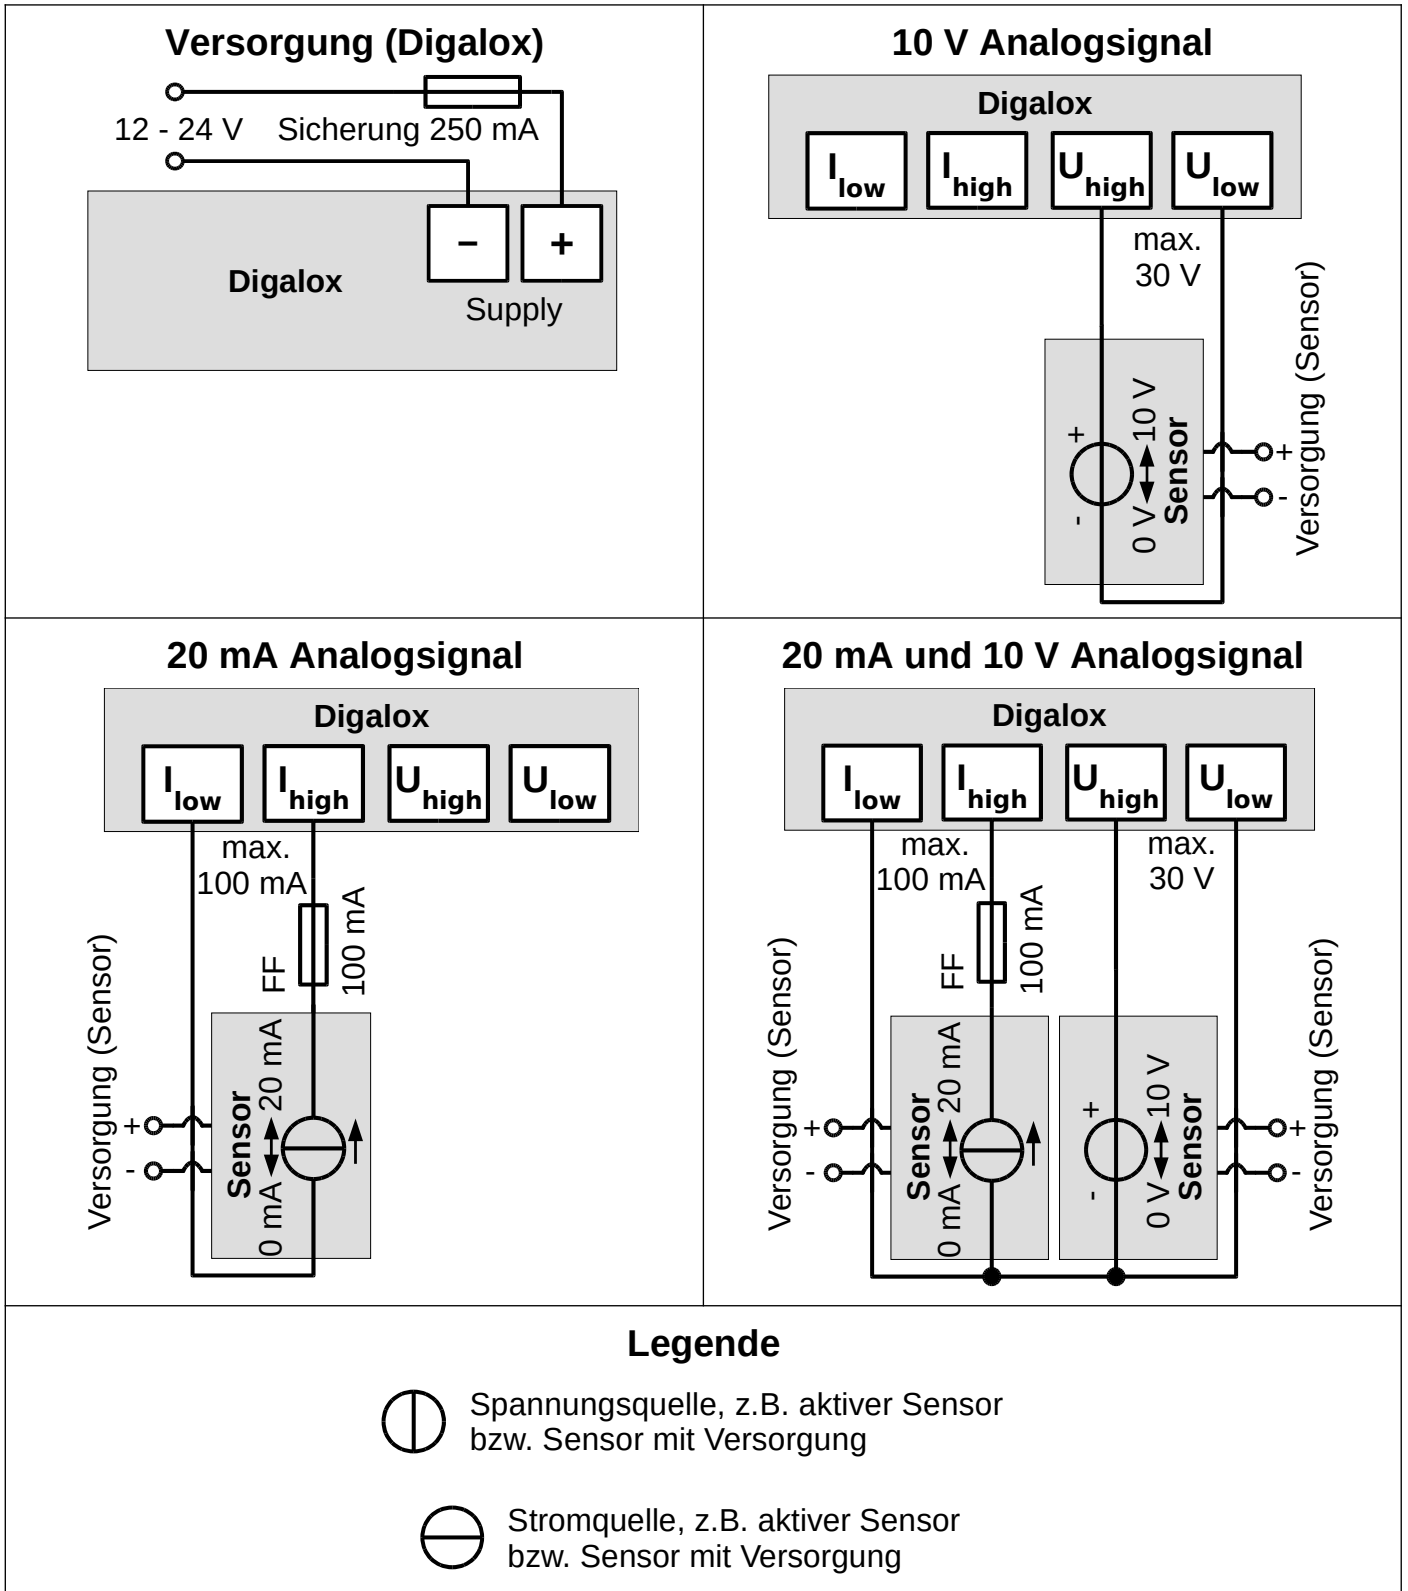 Versorgung (Digalox)
12 - 24 V
Sicherung 250 mA
−
+
Digalox
Supply
10 V Analogsignal
Digalox
Ilow
Ihigh
Uhigh
Ulow
max.
30 V
+
-
0 V
10 V
Sensor
+
-
Versorgung (Sensor)
20 mA Analogsignal
Digalox
Ilow
Ihigh
Uhigh
Ulow
max.
100 mA
FF
100 mA
Versorgung (Sensor)
+
-
Sensor
0 mA
20 mA
20 mA und 10 V Analogsignal
Digalox
Ilow
Ihigh
Uhigh
Ulow
max.
100 mA
max.
30 V
FF
100 mA
Versorgung (Sensor)
+
-
Sensor
0 mA
20 mA
+
-
0 V
10 V
Sensor
+
-
Versorgung (Sensor)
Legende
Spannungsquelle, z.B. aktiver Sensor
bzw. Sensor mit Versorgung
Stromquelle, z.B. aktiver Sensor
bzw. Sensor mit Versorgung